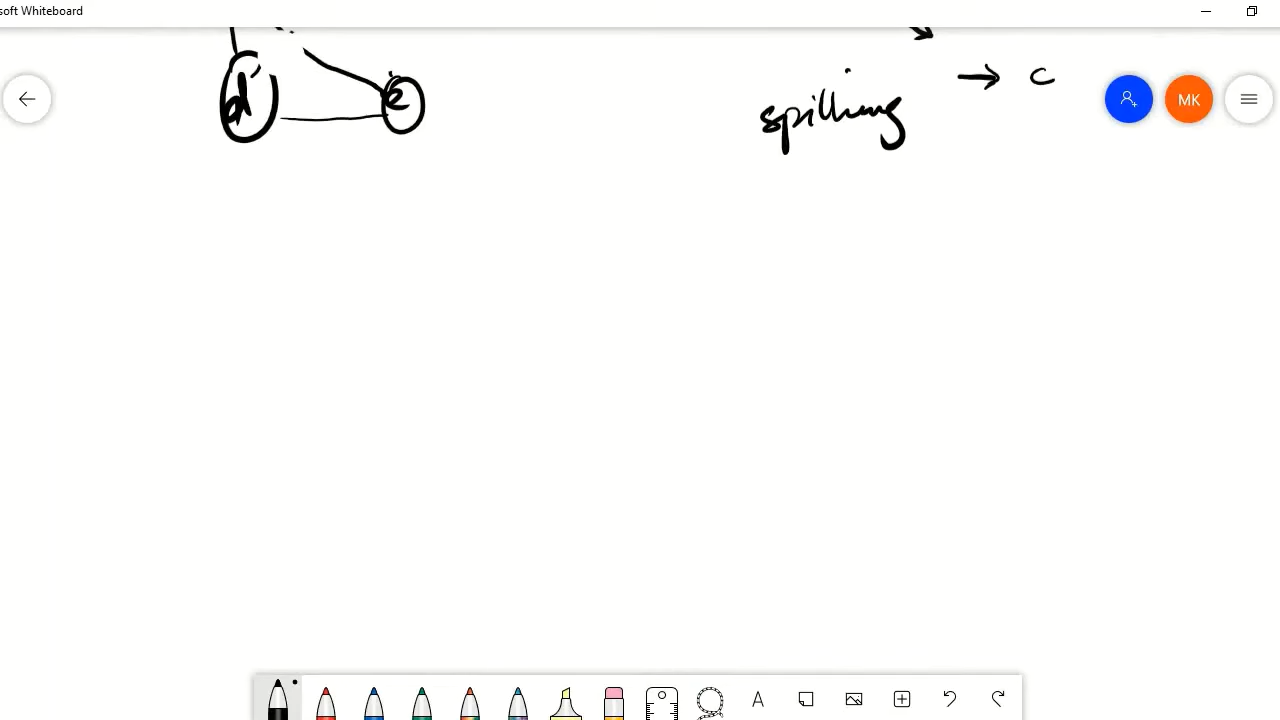 soft Whiteboard
→ c
MK
d e
spilling
A